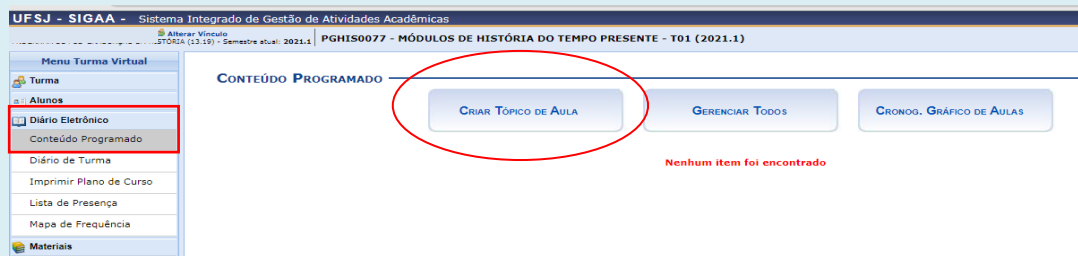 UFSJ - SIGAA - Sistema Integrado de Gestão de Atividades Acadêmicas
Alterar Vínculo
(13.19) - Semestre atual: 2021.1
PGHIS0077 - MÓDULOS DE HISTÓRIA DO TEMPO PRESENTE - T01 (2021.1)
Menu Turma Virtual
Turma
Alunos
Diário Eletrônico
Conteúdo Programado
Diário de Turma
Imprimir Plano de Curso
Lista de Presença
Mapa de Frequência
Materiais
CONTEÚDO PROGRAMADO
CRIAR TÓPICO DE AULA
GERENCIAR TODOS
CRONOG. GRÁFICO DE AULAS
Nenhum item foi encontrado